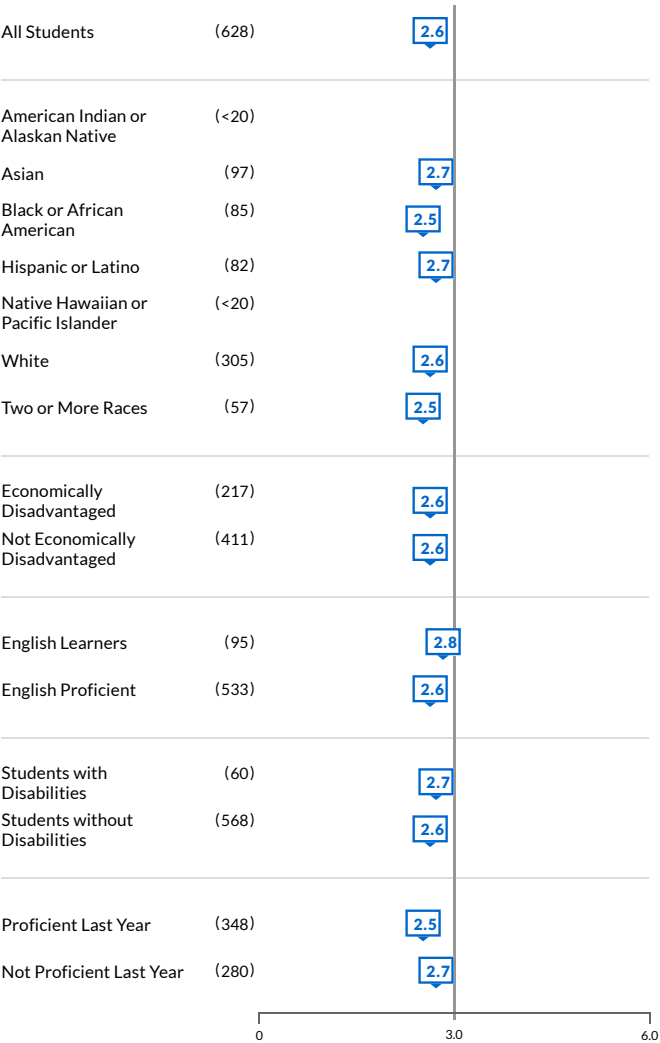 All Students (628) 2.6
American Indian or (<20)
Alaskan Native
Asian (97) 2.7
Black or African (85) 2.5
American
Hispanic or Latino (82) 2.7
Native Hawaiian or (<20)
Pacific Islander
White (305) 2.6
Two or More Races (57) 2.5
Economically (217) 2.6
Disadvantaged
Not Economically (411) 2.6
Disadvantaged
English Learners (95) 2.8
English Proficient (533) 2.6
Students with (60) 2.7
Disabilities
Students without (568) 2.6
Disabilities
Proficient Last Year (348) 2.5
Not Proficient Last Year (280) 2.7
0 3.0 6.0